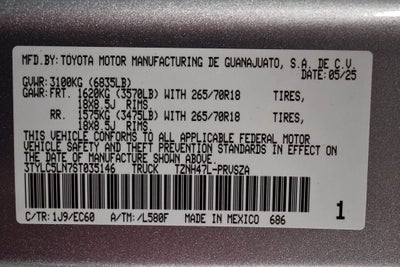 MFD.BY:TOYOTA MOTOR MANUFACTURING DE GUANAJUATO, S.A. DE C.V.
DATE:05/25
GVWR:3100KG (6835LB)
GAWR:FRT. 1620KG (3570LB) WITH 265/70R18 TIRES,
18X8.5J RIMS.
RR. 1575KG (3475LB) WITH 265/70R18 TIRES,
18X8.5J RIMS.
THIS VEHICLE CONFORMS TO ALL APPLICABLE FEDERAL MOTOR
VEHICLE SAFETY AND THEFT PREVENTION STANDARDS IN EFFECT
ON THE DATE OF MANUFACTURE SHOWN ABOVE.
3TYLC5LN7ST035146 TRUCK TZNH47L-PRVSZA
C/TR:1J9/EC60 A/TM:/L580F MADE IN MEXICO 686 1